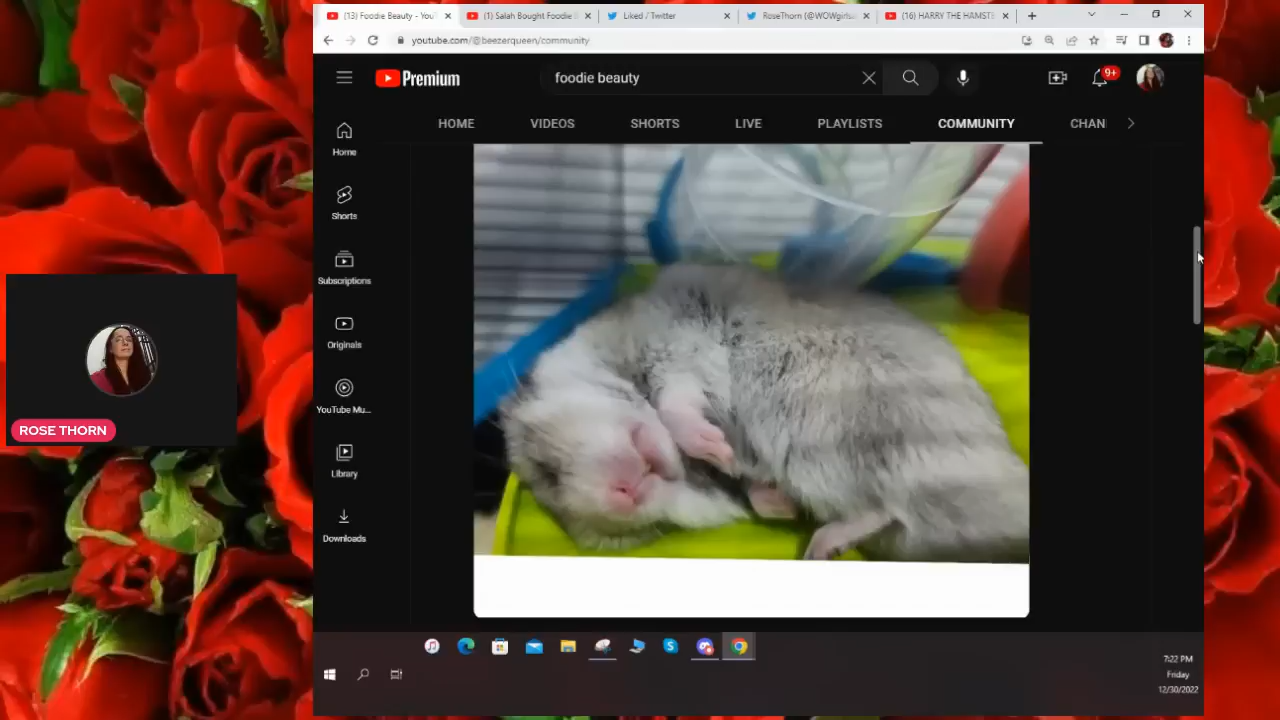 (13) Foodie Beauty - You
(1) Salah Bought Foodie B
Liked / Twitter
RoseThorn (@WOWgirls
(16) HARRY THE HAMST
youtube.com/@beezerqueen/community
Premium
foodie beauty
9+
HOME
VIDEOS
SHORTS
LIVE
PLAYLISTS
COMMUNITY
CHAN
Home
Shorts
Subscriptions
Originals
YouTube Mu...
Library
Downloads
ROSE THORN
7:22 PM
Friday
12/30/2022